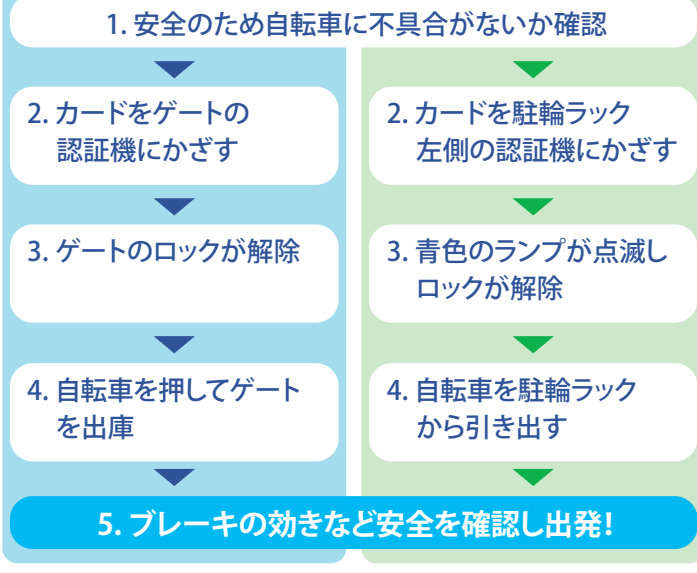 1. 安全のため自転車に不具合がないか確認
2. カードをゲートの
認証機にかざす
3. ゲートのロックが解除
4. 自転車を押してゲート
を出庫
2. カードを駐輪ラック
左側の認証機にかざす
3. 青色のランプが点滅し
ロックが解除
4. 自転車を駐輪ラック
から引き出す
5. ブレーキの効きなど安全を確認し出発!